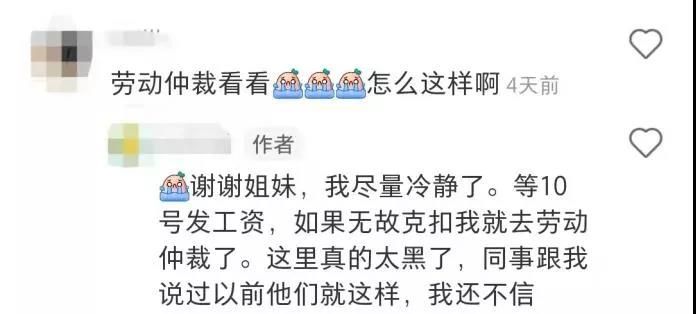 劳动仲裁看看😭😭😭怎么这样啊 4天前
作者
😭谢谢姐妹，我尽量冷静了。等10
号发工资，如果无故克扣我就去劳动
仲裁了。这里真的太黑了，同事跟我
说过以前他们就这样，我还不信